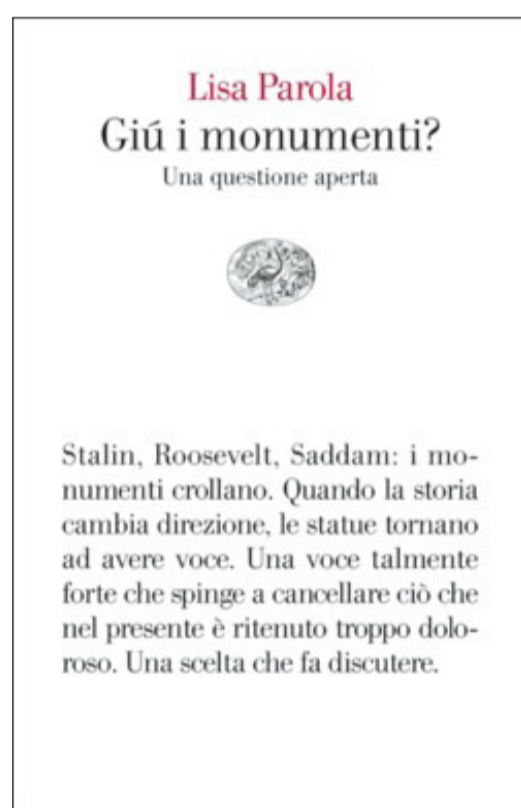 Lisa Parola
Giú i monumenti?
Una questione aperta
Stalin, Roosevelt, Saddam: i mo-
numenti crollano. Quando la storia
cambia direzione, le statue tornano
ad avere voce. Una voce talmente
forte che spinge a cancellare ciò che
nel presente è ritenuto troppo dolo-
roso. Una scelta che fa discutere.